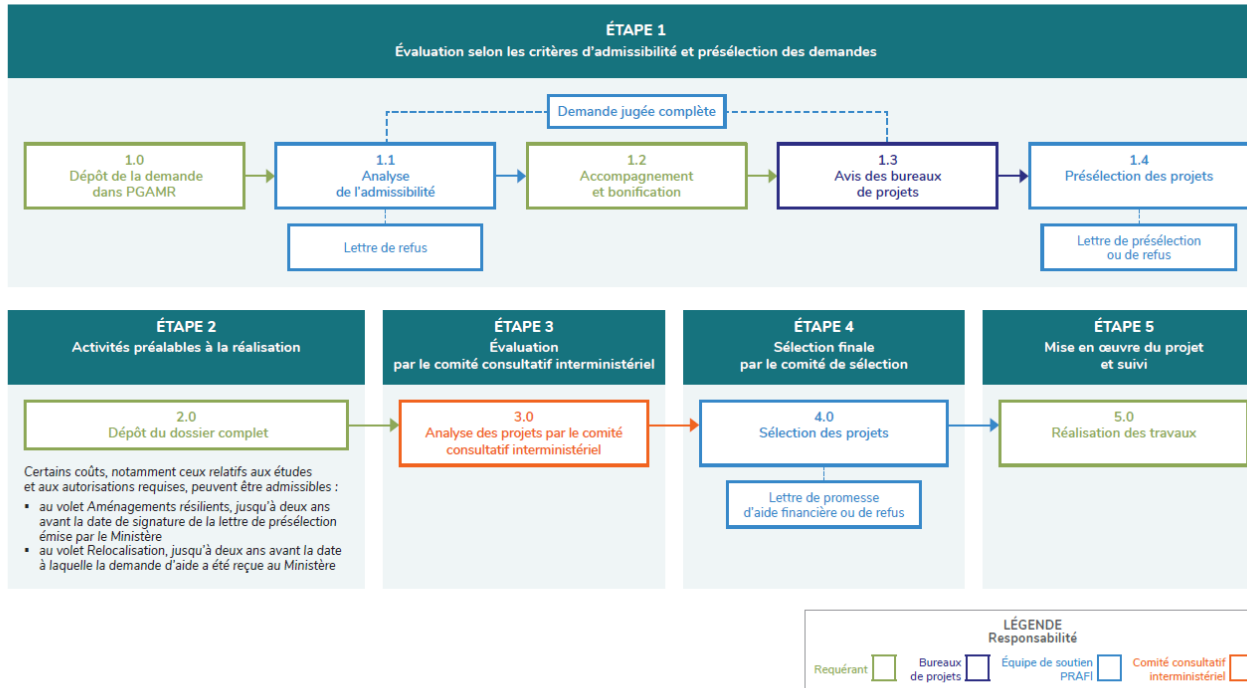 ÉTAPE 1
Évaluation selon les critères d'admissibilité et présélection des demandes
Demande jugée complète
1.0
Dépôt de la demande
dans PGAMR
1.1
Analyse
de l'admissibilité
1.2
Accompagnement
et bonification
1.3
Avis des bureaux
de projets
1.4
Présélection des projets
Lettre de refus
Lettre de présélection
ou de refus
ÉTAPE 2
Activités préalables à la réalisation
2.0
Dépôt du dossier complet
Certains coûts, notamment ceux relatifs aux études
et aux autorisations requises, peuvent être admissibles :
▪ au volet Aménagements résilients, jusqu'à deux ans
avant la date de signature de la lettre de présélection
émise par le Ministère
▪ au volet Relocalisation, jusqu'à deux ans avant la date
à laquelle la demande d'aide a été reçue au Ministère
ÉTAPE 3
Évaluation
par le comité consultatif interministériel
3.0
Analyse des projets par le comité
consultatif interministériel
ÉTAPE 4
Sélection finale
par le comité de sélection
4.0
Sélection des projets
Lettre de promesse
d'aide financière ou de refus
ÉTAPE 5
Mise en œuvre du projet
et suivi
5.0
Réalisation des travaux
LÉGENDE
Responsabilité
Requérant
Bureaux
de projets
Équipe de soutien
PRAFI
Comité consultatif
interministériel